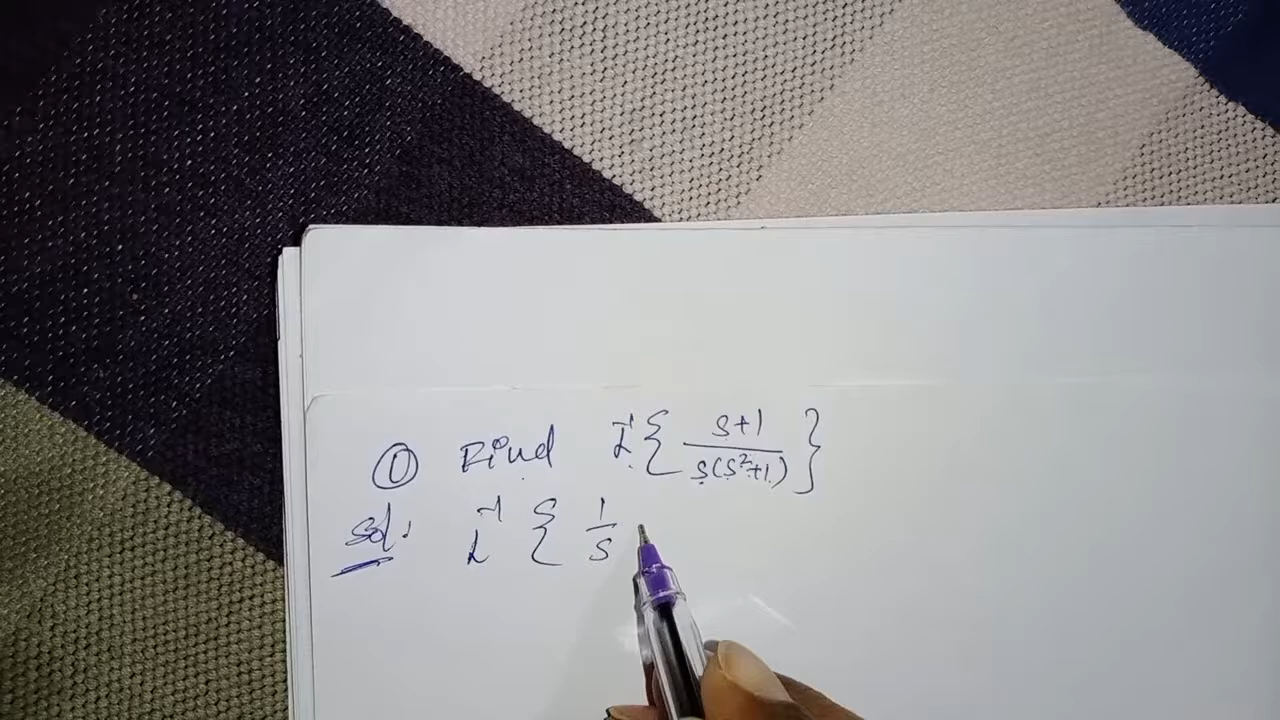 ① Find L⁻¹{ s+1 / s(s²+1) }
Sol: L⁻¹ { 1/s